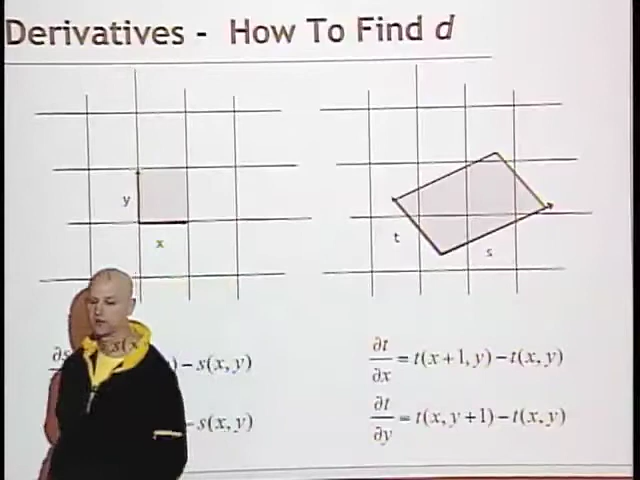 Derivatives - How To Find d
y
x
t
s
∂s s(x )−s(x, y)
−s(x, y)
∂t/∂x = t(x+1, y)−t(x, y)
∂t/∂y = t(x, y+1)−t(x, y)